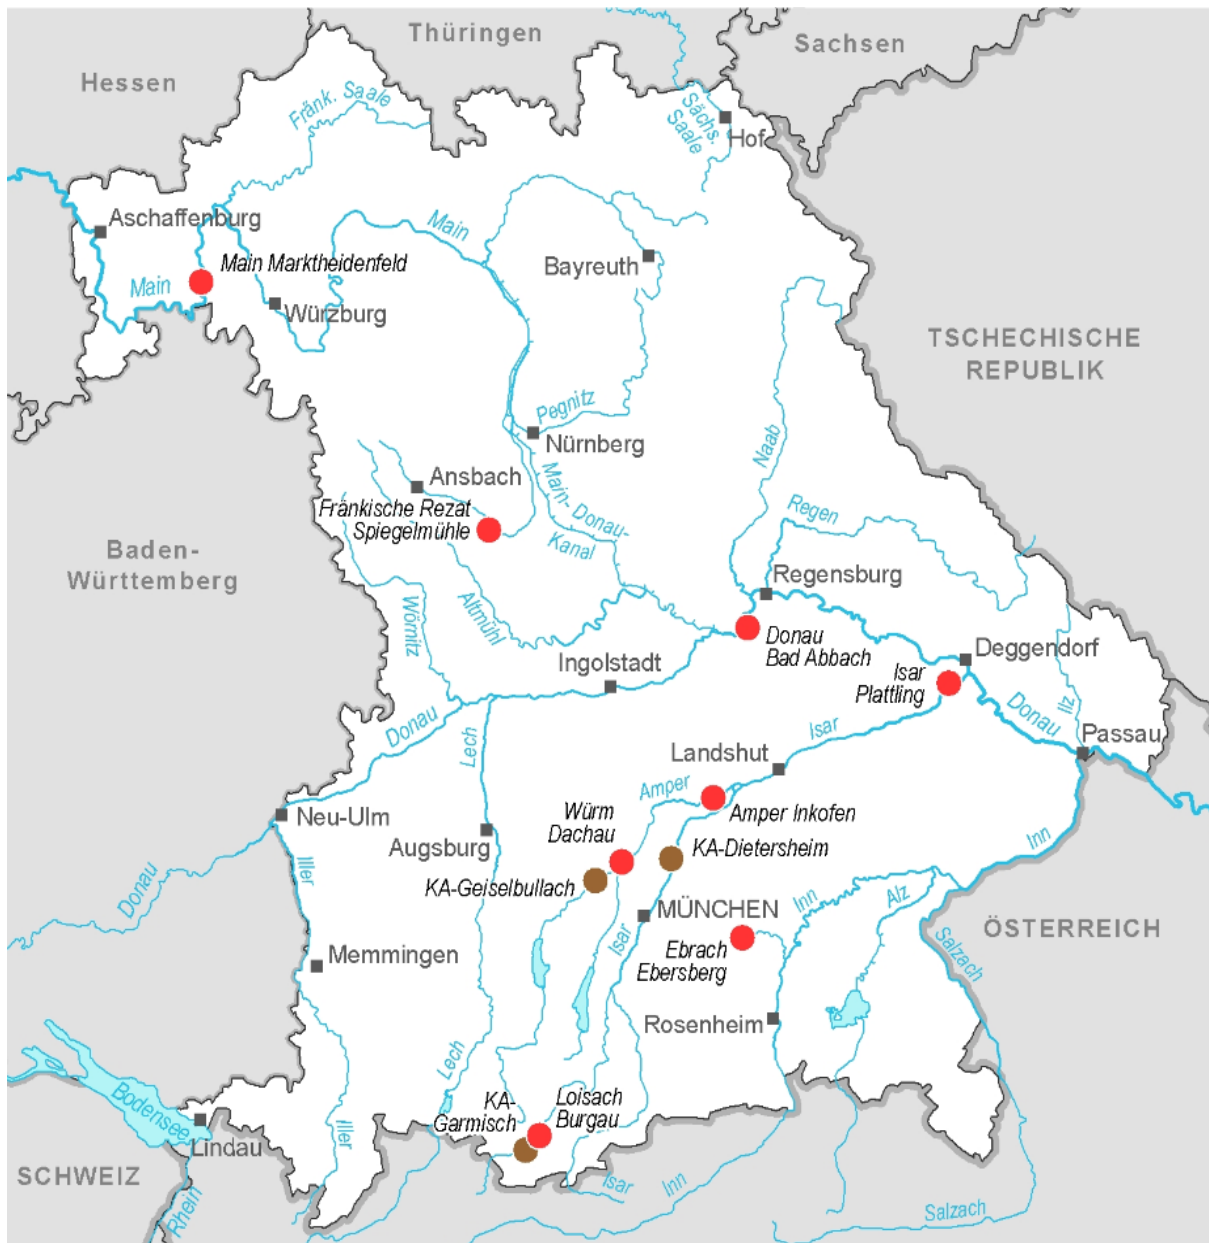 Thüringen
Sachsen
Hessen
Fränk. Saale
Sächs.
Saale
Hof
Aschaffenburg
Main
Main Marktheidenfeld
Bayreuth
Main
Würzburg
TSCHECHISCHE
REPUBLIK
Pegnitz
Nürnberg
Naab
Ansbach
Main-Donau-
Kanal
Fränkische Rezat
Spiegelmühle
Regen
Baden-
Württemberg
Regensburg
Wörnitz
Altmühl
Donau
Bad Abbach
Deggendorf
Ingolstadt
Isar
Plattling
Ilz
Donau
Donau
Lech
Isar
Passau
Landshut
Amper
Neu-Ulm
Würm
Dachau
Amper Inkofen
Augsburg
KA-Dietersheim
Inn
Iller
KA-Geiselbullach
Donau
MÜNCHEN
Inn
Alz
ÖSTERREICH
Isar
Ebrach
Ebersberg
Salzach
Memmingen
Rosenheim
Lech
KA-
Garmisch
Loisach
Burgau
Bodensee
Iller
Lindau
SCHWEIZ
Rhein
Isar
Inn
Salzach